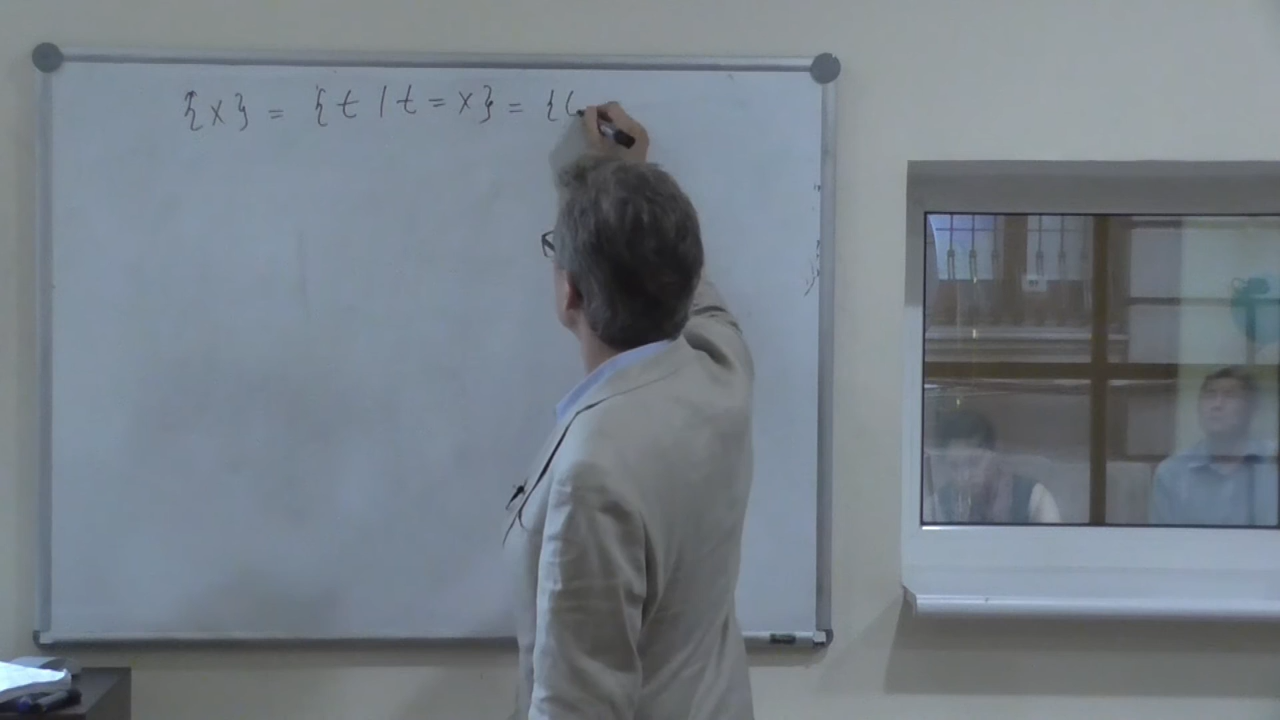 {x} = {t | t = x} = {(